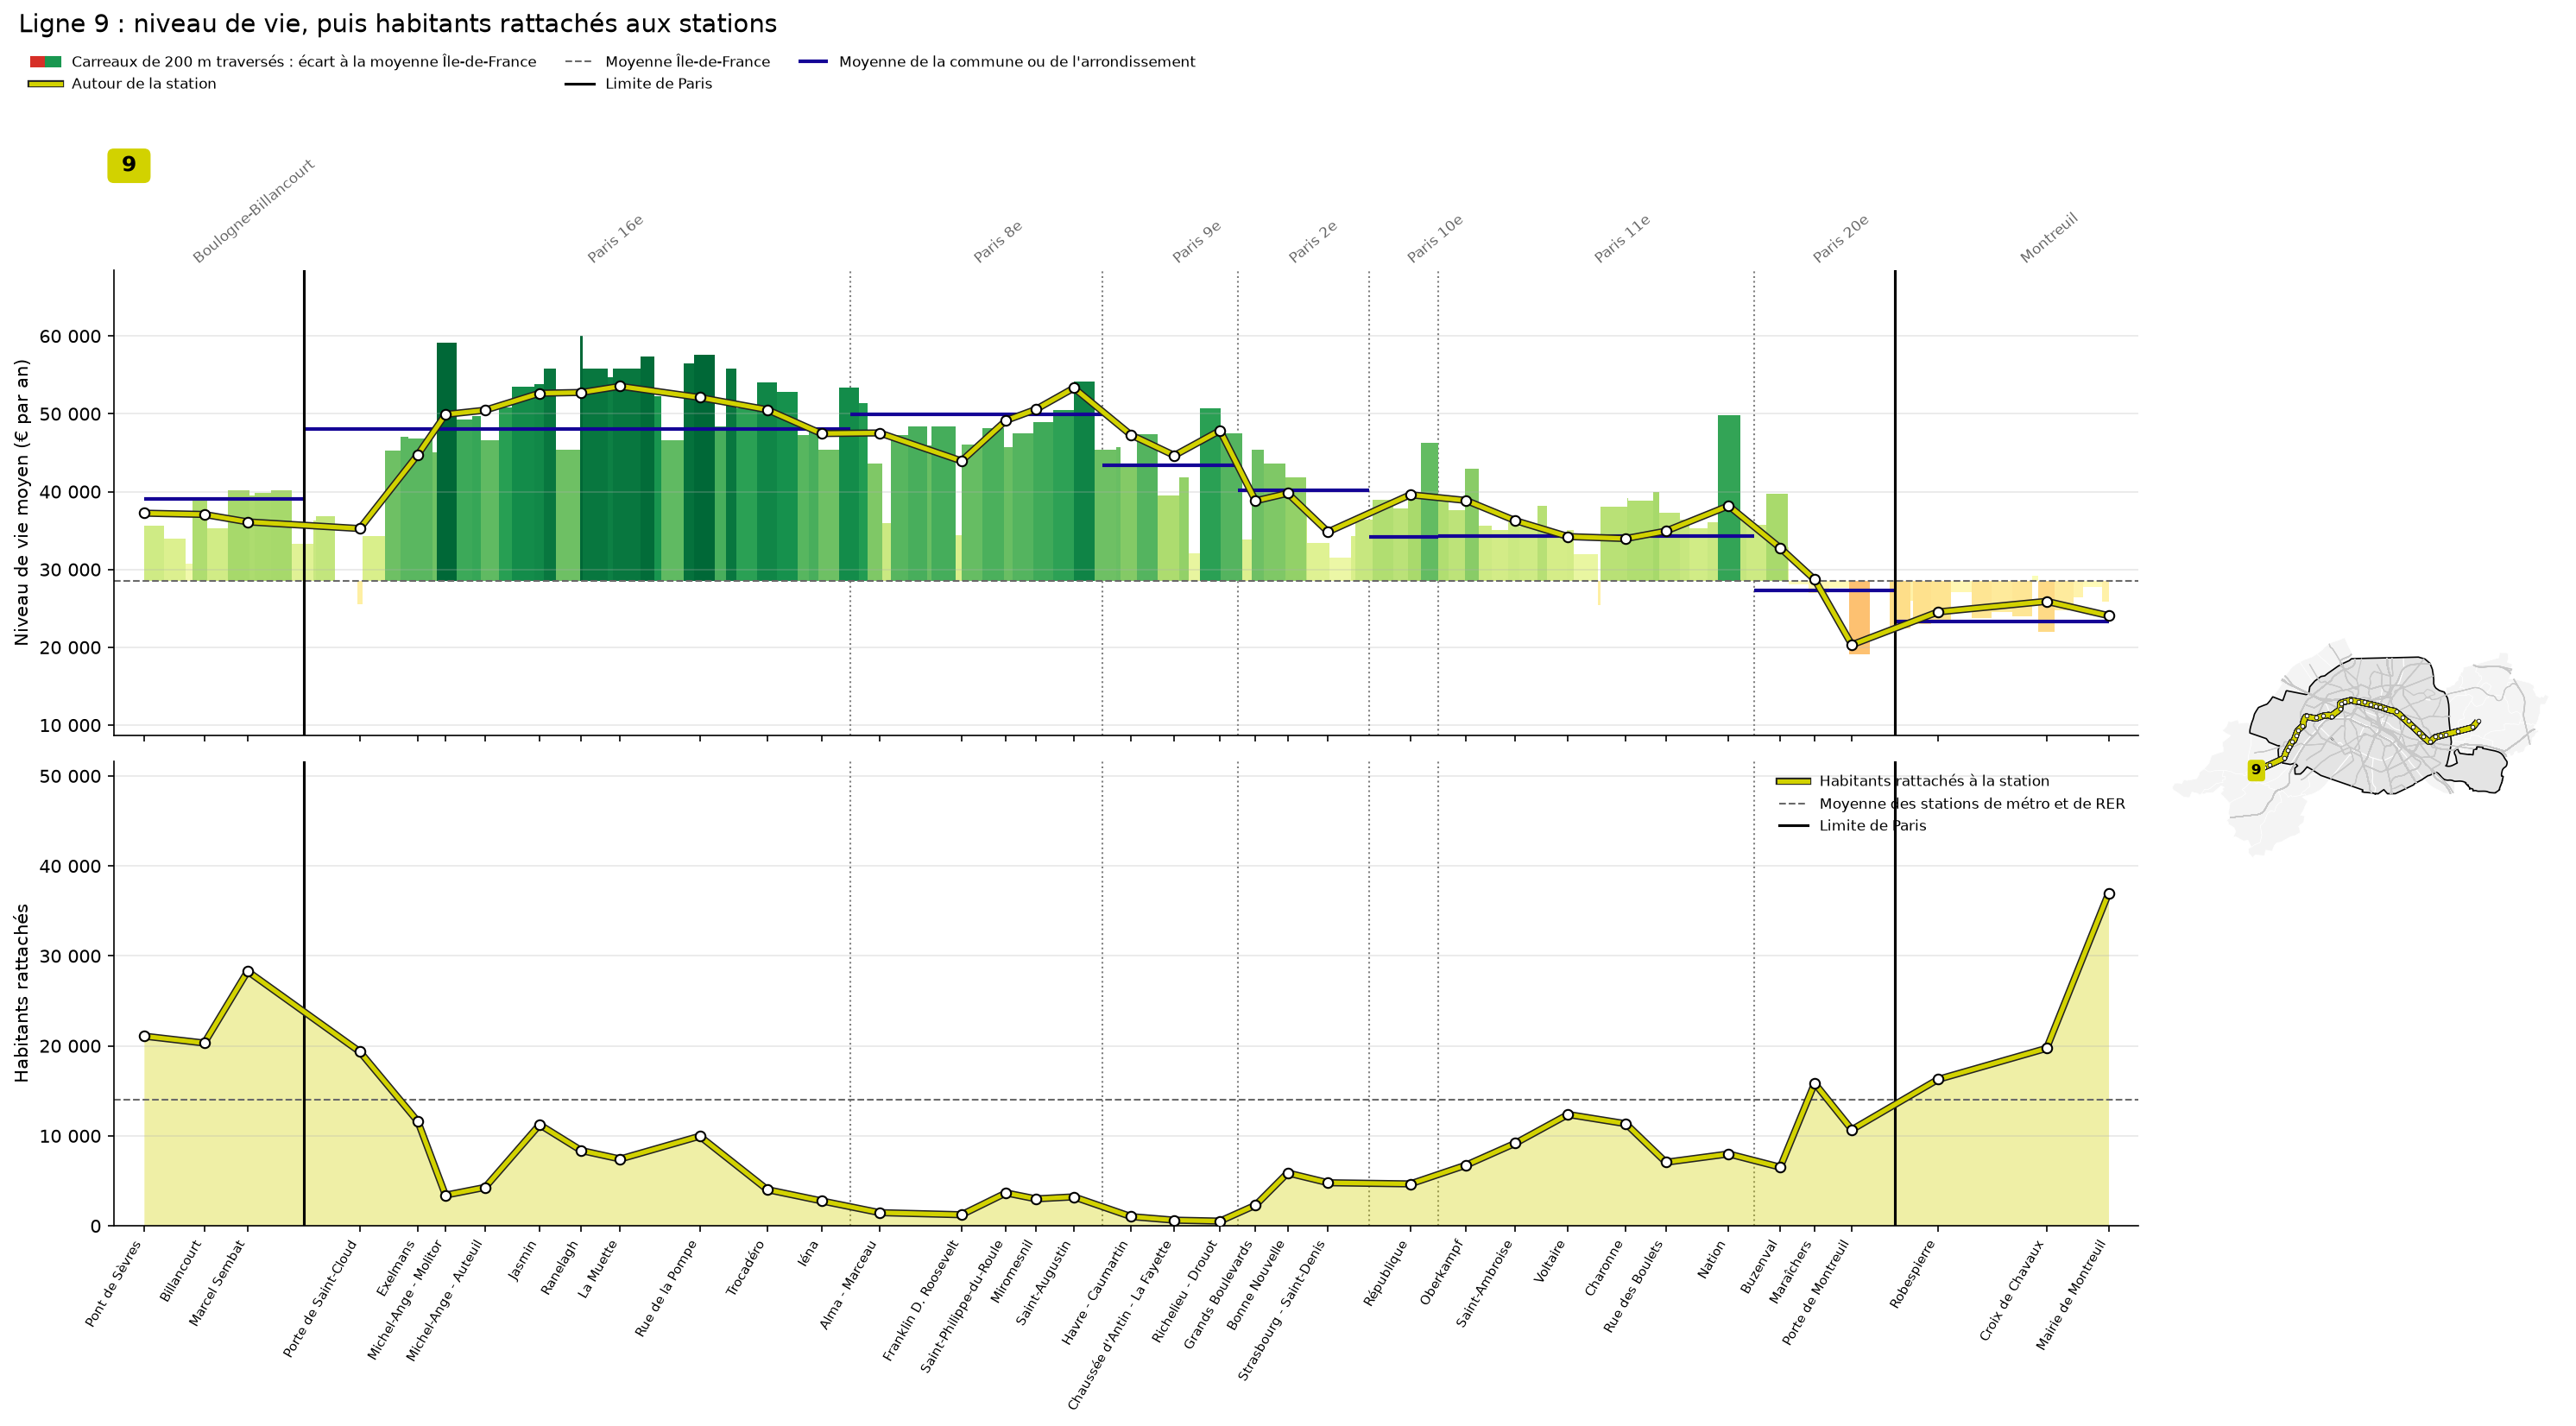 Ligne 9 : niveau de vie, puis habitants rattachés aux stations
Carreaux de 200 m traversés : écart à la moyenne Île-de-France
Autour de la station
Moyenne Île-de-France
Limite de Paris
Moyenne de la commune ou de l'arrondissement
9
Boulogne-Billancourt
Paris 16e
Paris 8e
Paris 9e
Paris 2e
Paris 10e
Paris 11e
Paris 20e
Montreuil
Niveau de vie moyen (€ par an)
60 000
50 000
40 000
30 000
20 000
10 000
9
Habitants rattachés à la station
Moyenne des stations de métro et de RER
Limite de Paris
Habitants rattachés
50 000
40 000
30 000
20 000
10 000
0
Pont de Sèvres
Billancourt
Marcel Sembat
Porte de Saint-Cloud
Exelmans
Michel-Ange - Molitor
Michel-Ange - Auteuil
Jasmin
Ranelagh
La Muette
Rue de la Pompe
Trocadéro
Iéna
Alma - Marceau
Franklin D. Roosevelt
Saint-Philippe-du-Roule
Miromesnil
Saint-Augustin
Havre - Caumartin
Chaussée d'Antin - La Fayette
Richelieu - Drouot
Grands Boulevards
Bonne Nouvelle
Strasbourg - Saint-Denis
République
Oberkampf
Saint-Ambroise
Voltaire
Charonne
Rue des Boulets
Nation
Buzenval
Maraîchers
Porte de Montreuil
Robespierre
Croix de Chavaux
Mairie de Montreuil